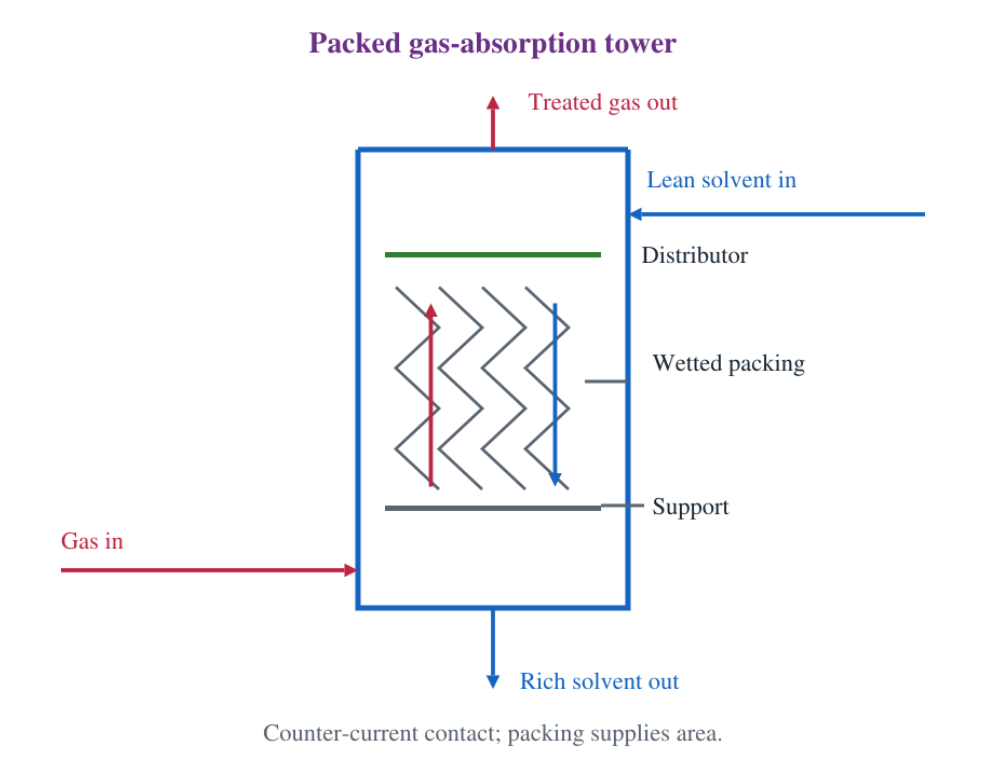 Packed gas-absorption tower
Treated gas out
Lean solvent in
Distributor
Wetted packing
Support
Gas in
Rich solvent out
Counter-current contact; packing supplies area.